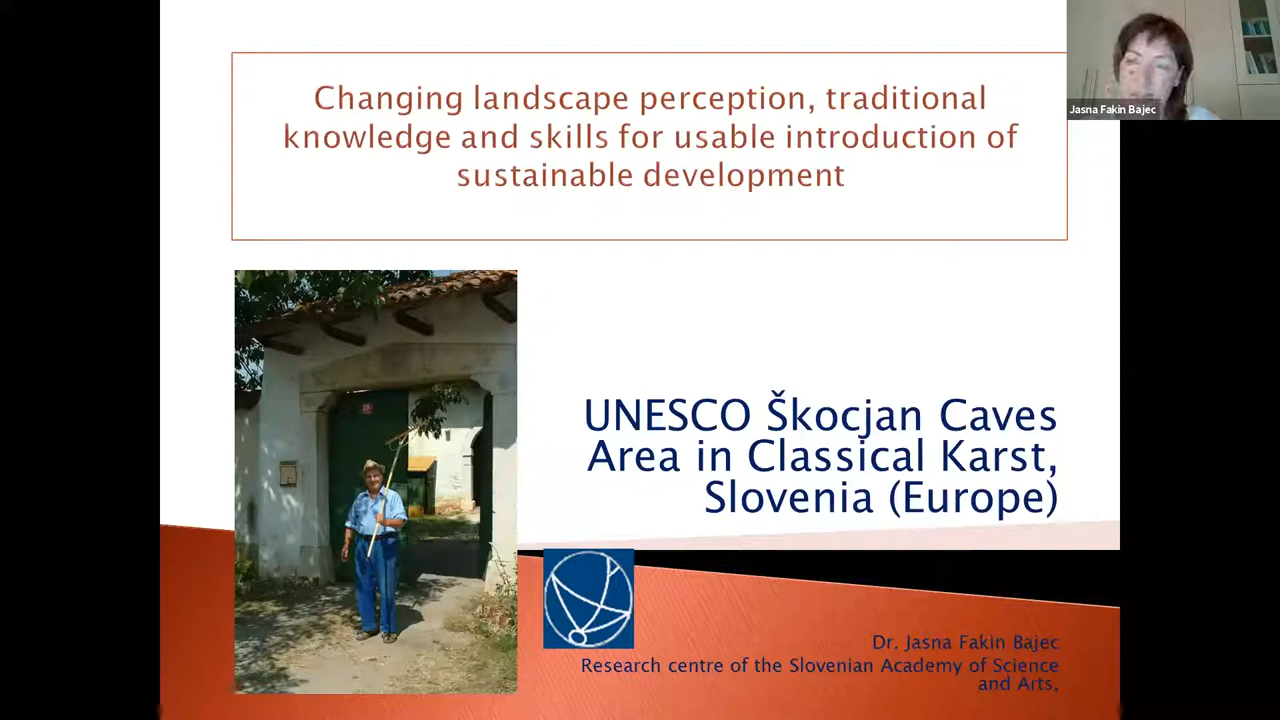 Changing landscape perception, traditional
knowledge and skills for usable introduction of
sustainable development
Jasna Fakin Bajec
UNESCO Škocjan Caves
Area in Classical Karst,
Slovenia (Europe)
Dr. Jasna Fakin Bajec
Research centre of the Slovenian Academy of Science
and Arts,